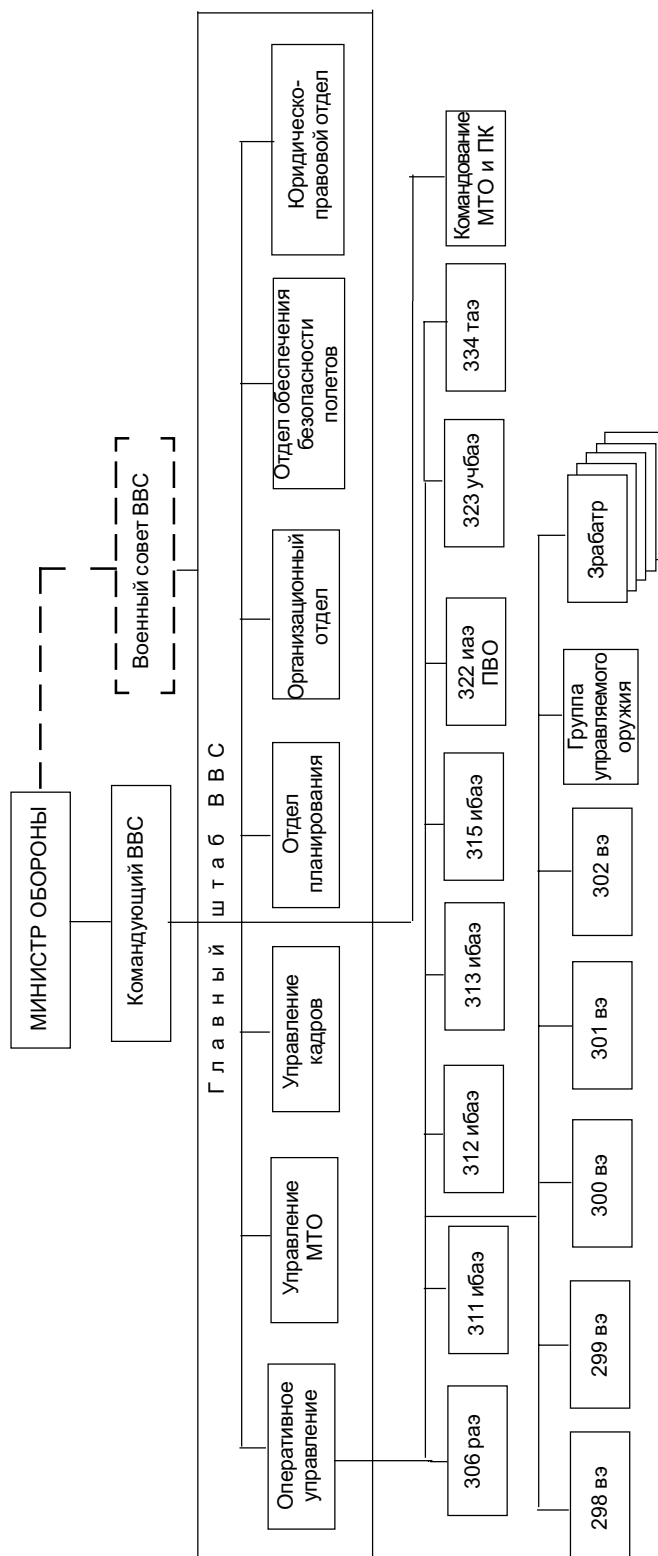 МИНИСТР ОБОРОНЫ
Командующий ВВС
Военный совет ВВС
Главный штаб ВВС
Оперативное
управление
Управление
МТО
Управление
кадров
Отдел
планирования
Организационный
отдел
Отдел обеспечения
безопасности
полетов
Юридическо-
правовой отдел
306 раэ
311 ибаэ
312 ибаэ
313 ибаэ
315 ибаэ
322 иаэ
ПВО
323 учбаэ
334 таэ
Командование
МТО и ПК
298 вэ
299 вэ
300 вэ
301 вэ
302 вэ
Группа
управляемого
оружия
Зрабатр